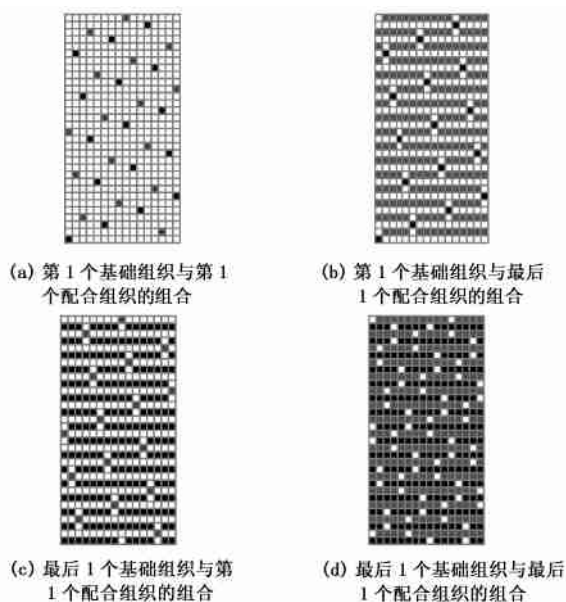 (a) 第 1 个基础组织与第 1
个配合组织的组合
(b) 第 1 个基础组织与最后
1 个配合组织的组合
(c) 最后 1 个基础组织与第
1 个配合组织的组合
(d) 最后 1 个基础组织与最后
1 个配合组织的组合